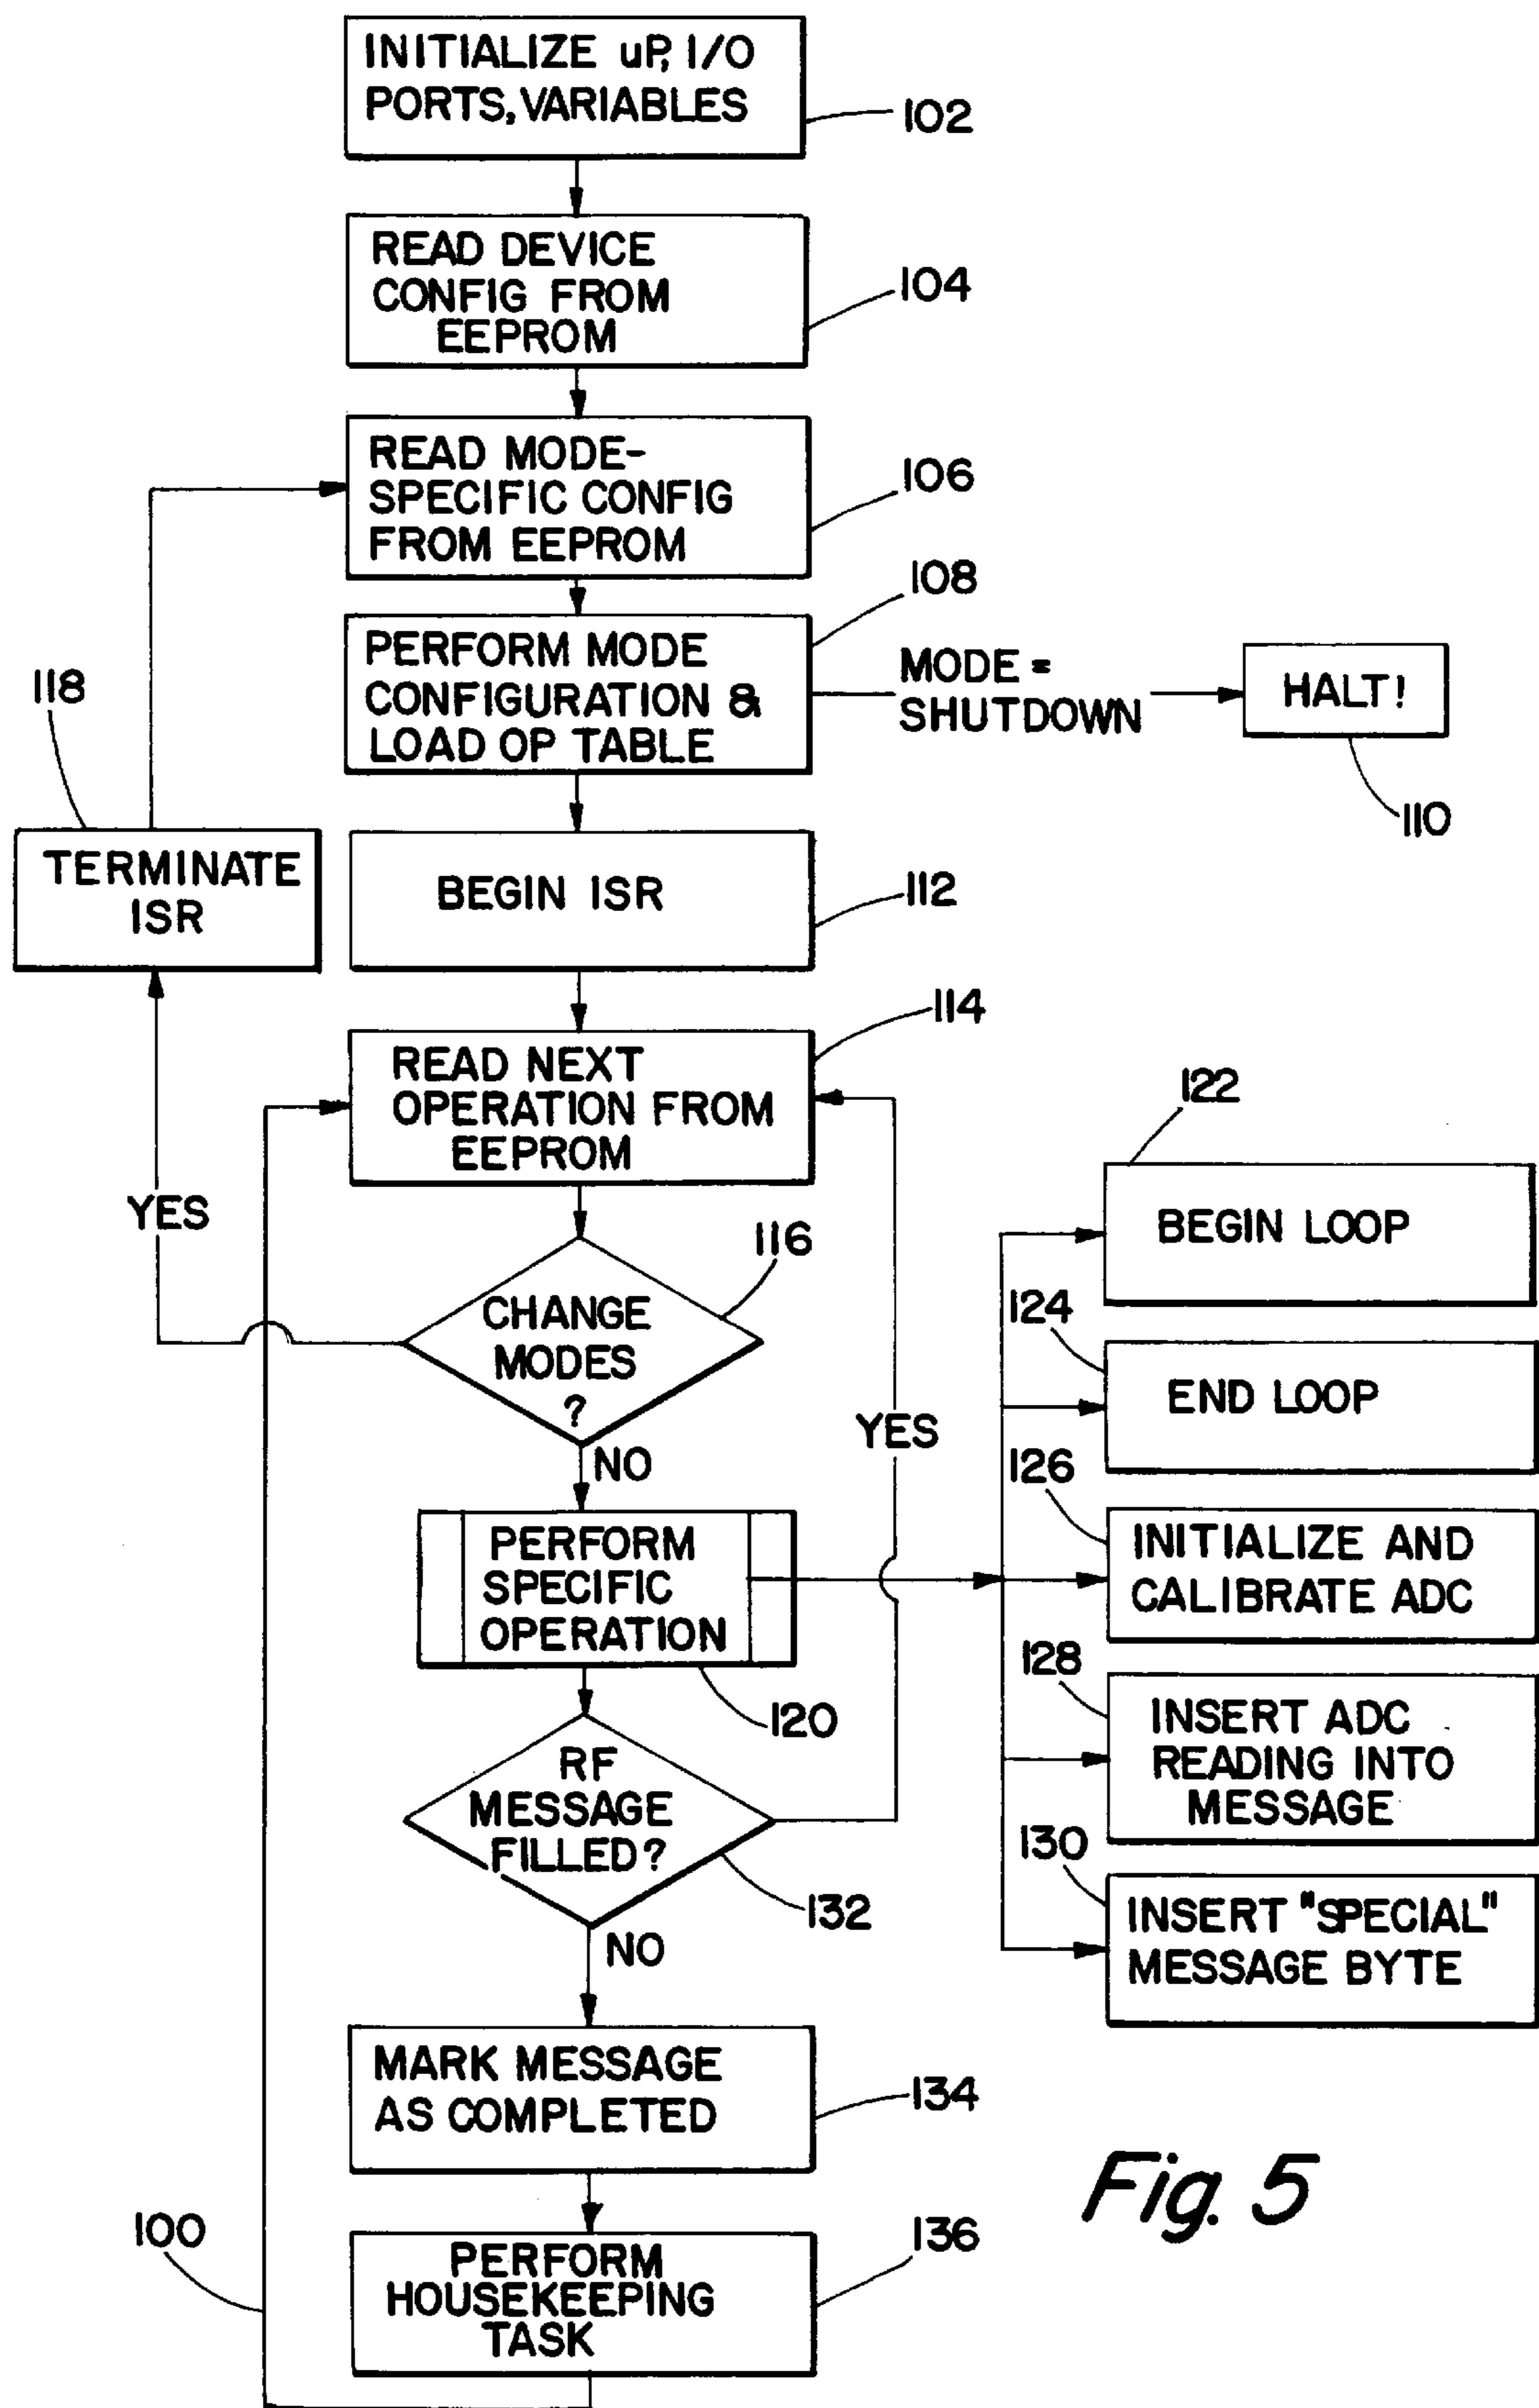 INITIALIZE uP, I/O
PORTS, VARIABLES
102
READ DEVICE
CONFIG FROM
EEPROM
104
READ MODE-
SPECIFIC CONFIG
FROM EEPROM
106
108
PERFORM MODE
CONFIGURATION &
LOAD OP TABLE
MODE =
SHUTDOWN
HALT!
110
118
TERMINATE
ISR
BEGIN ISR
112
114
READ NEXT
OPERATION FROM
EEPROM
YES
116
CHANGE
MODES
?
NO
YES
122
BEGIN LOOP
124
END LOOP
126
INITIALIZE AND
CALIBRATE ADC
128
INSERT ADC
READING INTO
MESSAGE
130
INSERT "SPECIAL"
MESSAGE BYTE
PERFORM
SPECIFIC
OPERATION
120
RF
MESSAGE
FILLED?
132
NO
MARK MESSAGE
AS COMPLETED
134
100
PERFORM
HOUSEKEEPING
TASK
136
Fig. 5